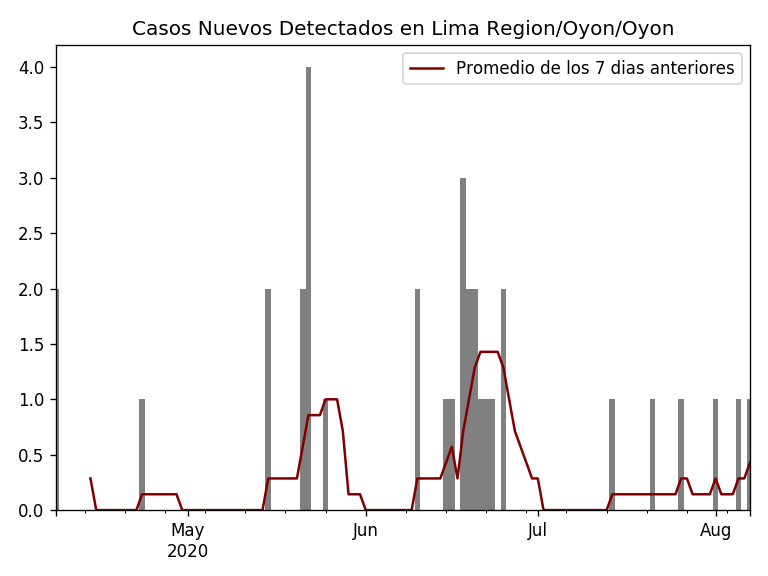 Casos Nuevos Detectados en Lima Region/Oyon/Oyon
Promedio de los 7 dias anteriores
4.0
3.5
3.0
2.5
2.0
1.5
1.0
0.5
0.0
May
2020
Jun
Jul
Aug